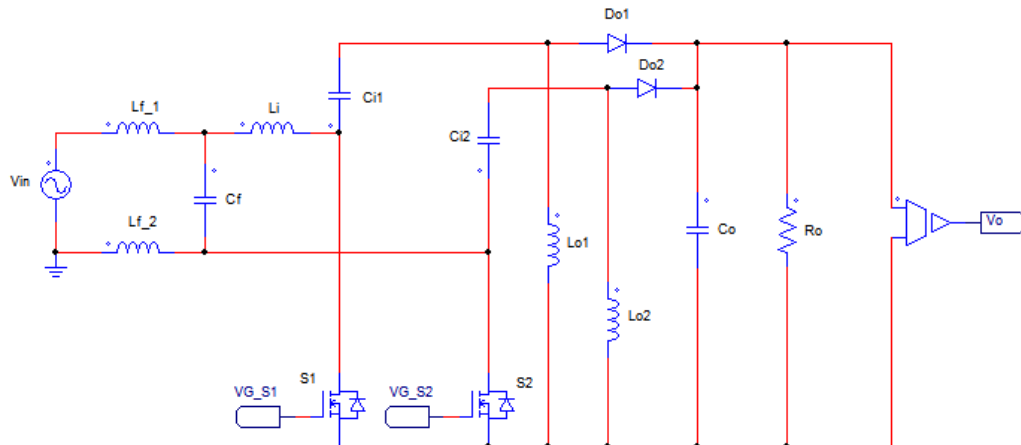 Do1
Do2
Ci1
Lf_1
Li
Ci2
Vin
Cf
Lf_2
Lo1
Co
Ro
Vo
Lo2
S1
S2
VG_S1
VG_S2